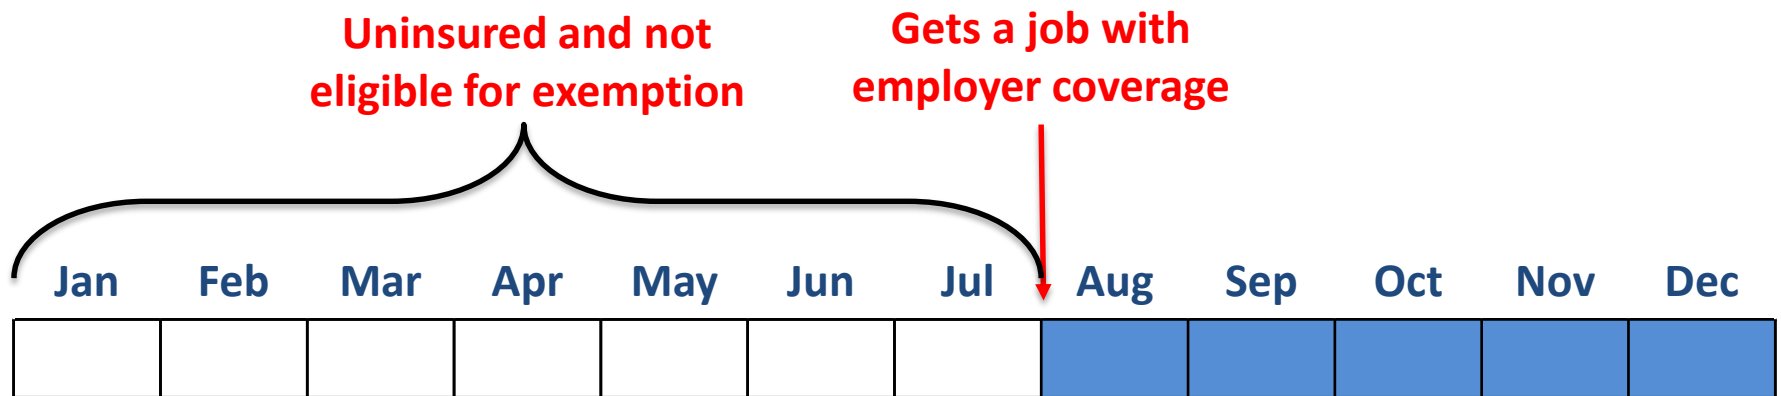 Uninsured and not
eligible for exemption
Gets a job with
employer coverage
Jan Feb Mar Apr May Jun Jul Aug Sep Oct Nov Dec